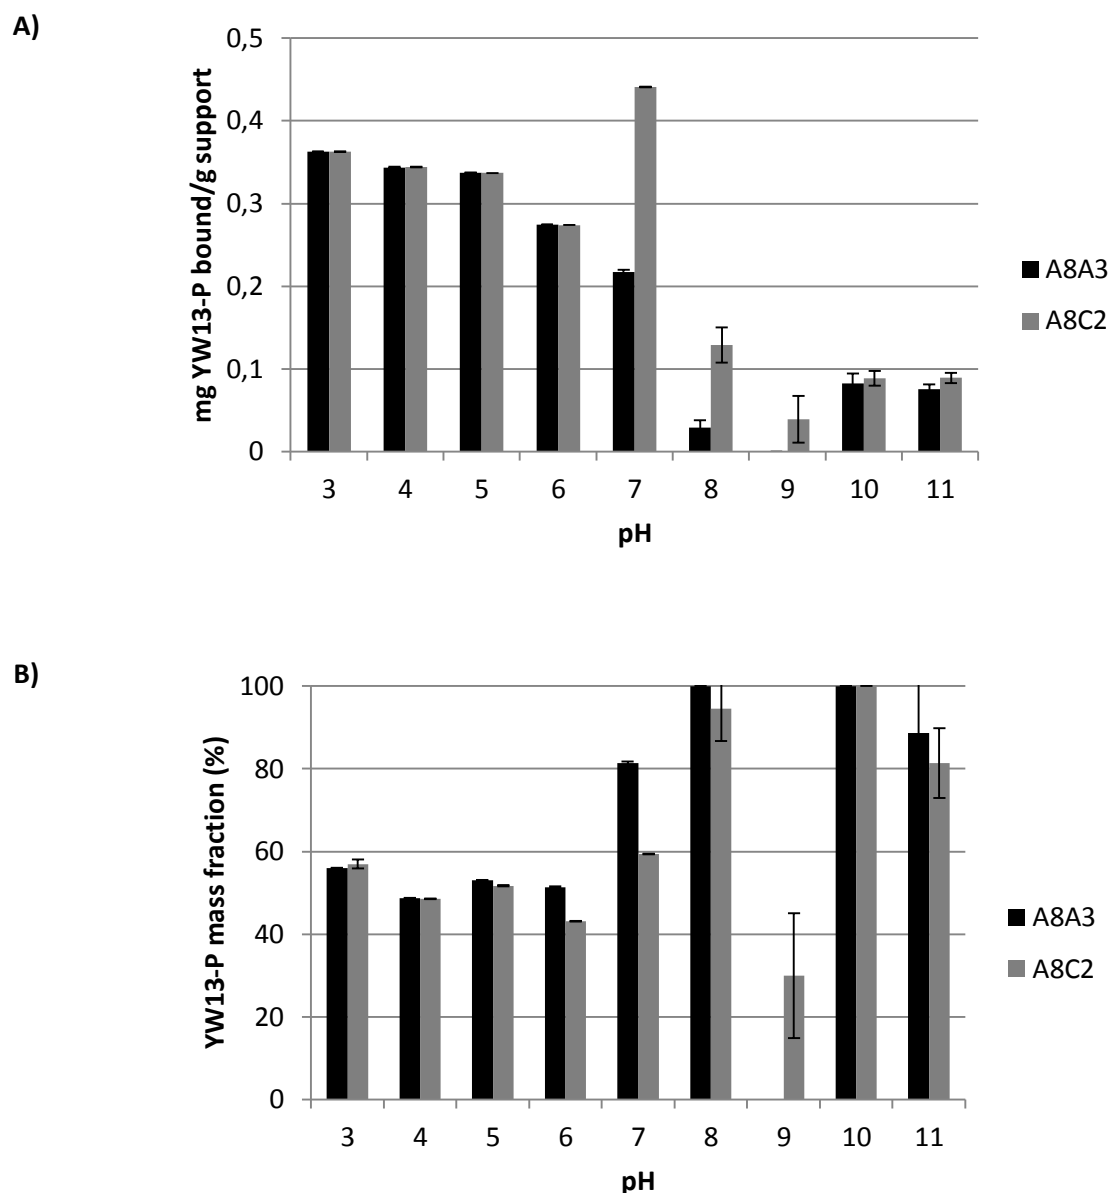 A)
mg YW13-P bound/g support
0,5
0,4
0,3
0,2
0,1
0
3 4 5 6 7 8 9 10 11
pH
A8A3
A8C2
B)
YW13-P mass fraction (%)
100
80
60
40
20
0
3 4 5 6 7 8 9 10 11
pH
A8A3
A8C2